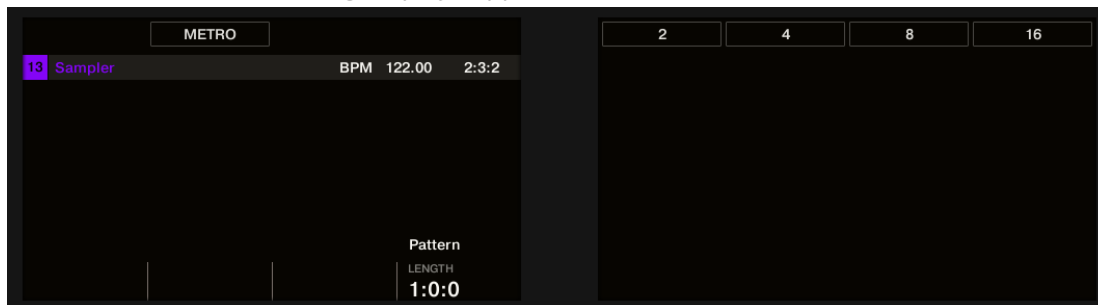 METRO
2 4 8 16
13 Sampler BPM 122.00 2:3:2
Pattern
LENGTH
1:0:0